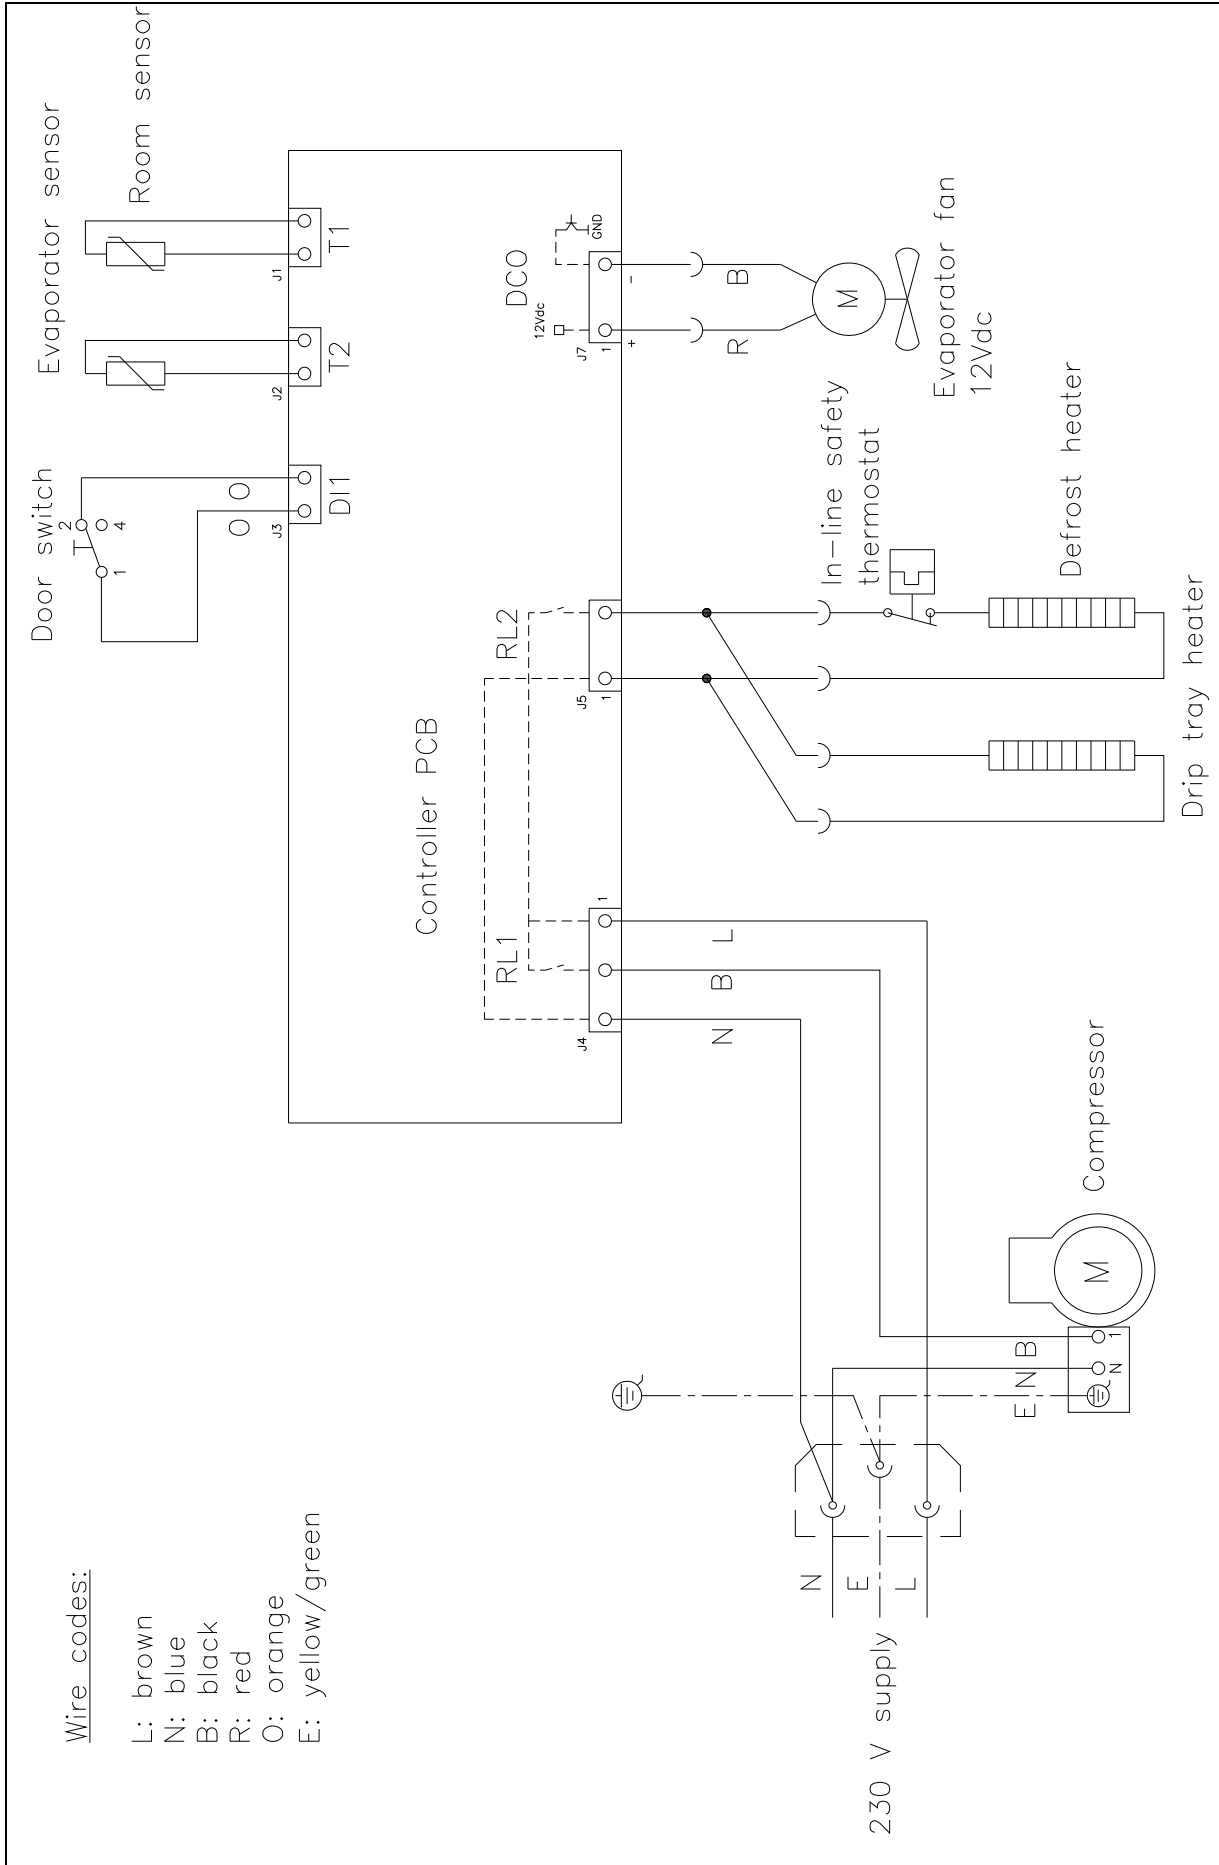 Wire codes:
L: brown
N: blue
B: black
R: red
O: orange
E: yellow/green
Door switch
1
2
4
O
O
Evaporator sensor
Room sensor
J3
DI1
J2
T2
J1
T1
Controller PCB
RL1
RL2
DCO
12Vdc
GND
J4
1
J5
1
J7
1
+
-
N
B
L
R
B
M
Evaporator fan
12Vdc
In-line safety
thermostat
Defrost heater
Drip tray heater
230 V supply
N
E
L
E
N
B
N
1
M
Compressor